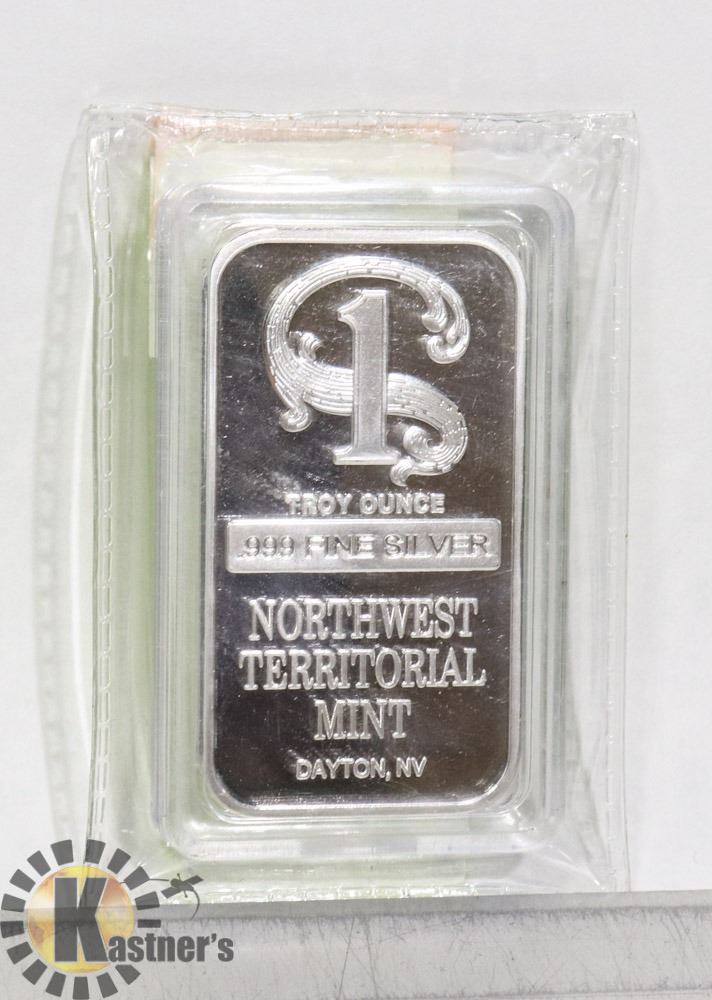 1
TROY OUNCE
.999 FINE SILVER
NORTHWEST
TERRITORIAL
MINT
DAYTON, NV
Kastner's